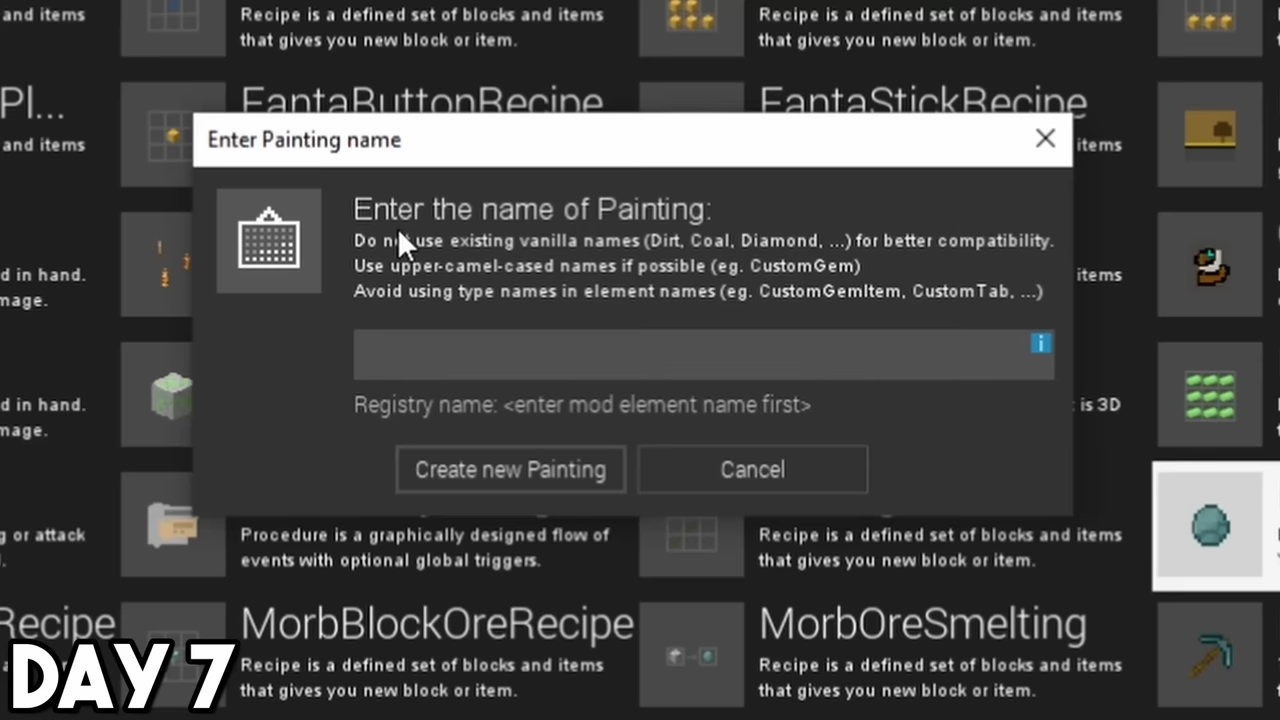 Recipe is a defined set of blocks and items
that gives you new block or item.
Recipe is a defined set of blocks and items
that gives you new block or item.
Pl...
and items
FantaButtonRecipe
FantaStickRecipe
items
Enter Painting name
Enter the name of Painting:
Do not use existing vanilla names (Dirt, Coal, Diamond, ...) for better compatibility.
Use upper-camel-cased names if possible (eg. CustomGem)
Avoid using type names in element names (eg. CustomGemItem, CustomTab, ...)
i
Registry name: <enter mod element name first>
Create new Painting
Cancel
and items
d in hand.
mage.
items
d in hand.
mage.
is 3D
g or attack
Procedure is a graphically designed flow of
events with optional global triggers.
Recipe is a defined set of blocks and items
that gives you new block or item.
Recipe
MorbBlockOreRecipe
Recipe is a defined set of blocks and items
that gives you new block or item.
MorbOreSmelting
Recipe is a defined set of blocks and items
that gives you new block or item.
DAY 7